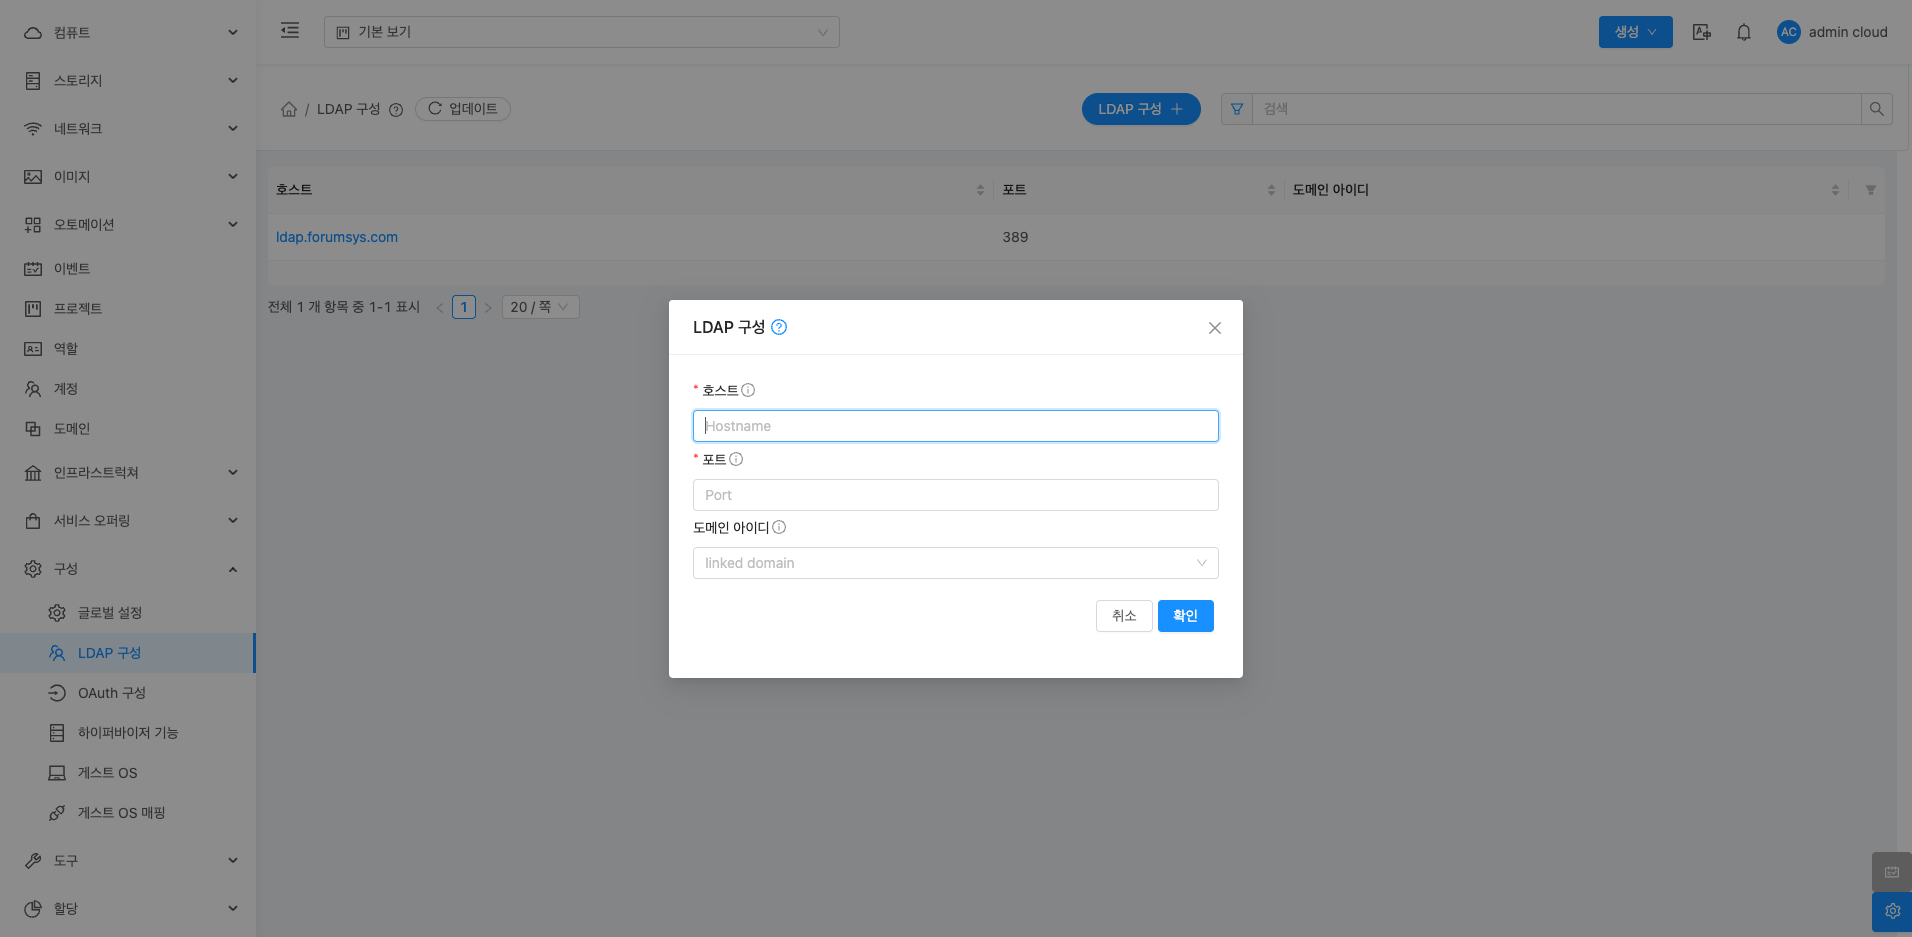 컴퓨트
스토리지
네트워크
이미지
오토메이션
이벤트
프로젝트
역할
계정
도메인
인프라스트럭쳐
서비스 오퍼링
구성
글로벌 설정
LDAP 구성
OAuth 구성
하이퍼바이저 기능
게스트 OS
게스트 OS 매핑
도구
할당
기본 보기
생성
AC admin cloud
/ LDAP 구성 업데이트
LDAP 구성 검색
호스트 포트 도메인 아이디
ldap.forumsys.com 389
전체 1 개 항목 중 1-1 표시 1 20 / 쪽
LDAP 구성
* 호스트
Hostname
* 포트
Port
도메인 아이디
linked domain
취소 확인